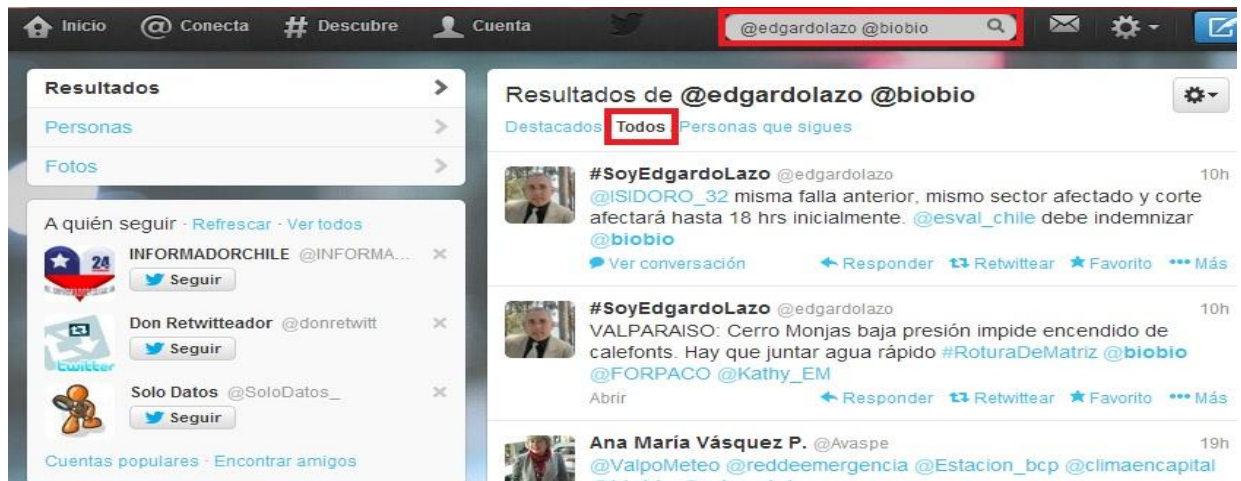 Inicio Conecta Descubre Cuenta @edgardolazo @biobio
Resultados
Personas
Fotos
A quién seguir · Refrescar · Ver todos
INFORMADORCHILE @INFORMA...
Seguir
Don Retwitteador @donretwitt
Seguir
Solo Datos @SoloDatos_
Seguir
Cuentas populares · Encontrar amigos
Resultados de @edgardolazo @biobio
Destacados Todos Personas que sigues
#SoyEdgardoLazo @edgardolazo 10h
@ISIDORO_32 misma falla anterior, mismo sector afectado y corte
afectará hasta 18 hrs inicialmente. @esval_chile debe indemnizar
@biobio
Ver conversación Responder Retwittear Favorito Más
#SoyEdgardoLazo @edgardolazo 10h
VALPARAISO: Cerro Monjas baja presión impide encendido de
calefonts. Hay que juntar agua rápido #RoturaDeMatriz @biobio
@FORPACO @Kathy_EM
Abrir Responder Retwittear Favorito Más
Ana María Vásquez P. @Avaspe 19h
@ValpoMeteo @reddeemergencia @Estacion_bcp @climaencapital